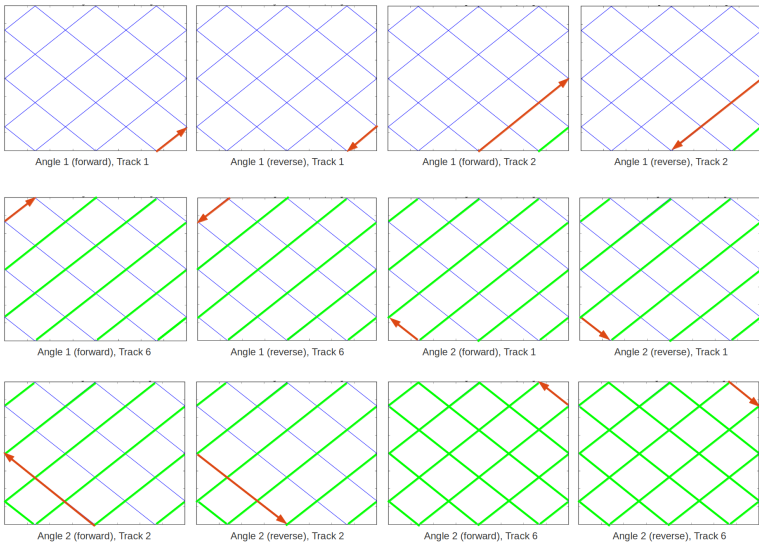 Angle 1 (forward), Track 1
Angle 1 (reverse), Track 1
Angle 1 (forward), Track 2
Angle 1 (reverse), Track 2
Angle 1 (forward), Track 6
Angle 1 (reverse), Track 6
Angle 2 (forward), Track 1
Angle 2 (reverse), Track 1
Angle 2 (forward), Track 2
Angle 2 (reverse), Track 2
Angle 2 (forward), Track 6
Angle 2 (reverse), Track 6